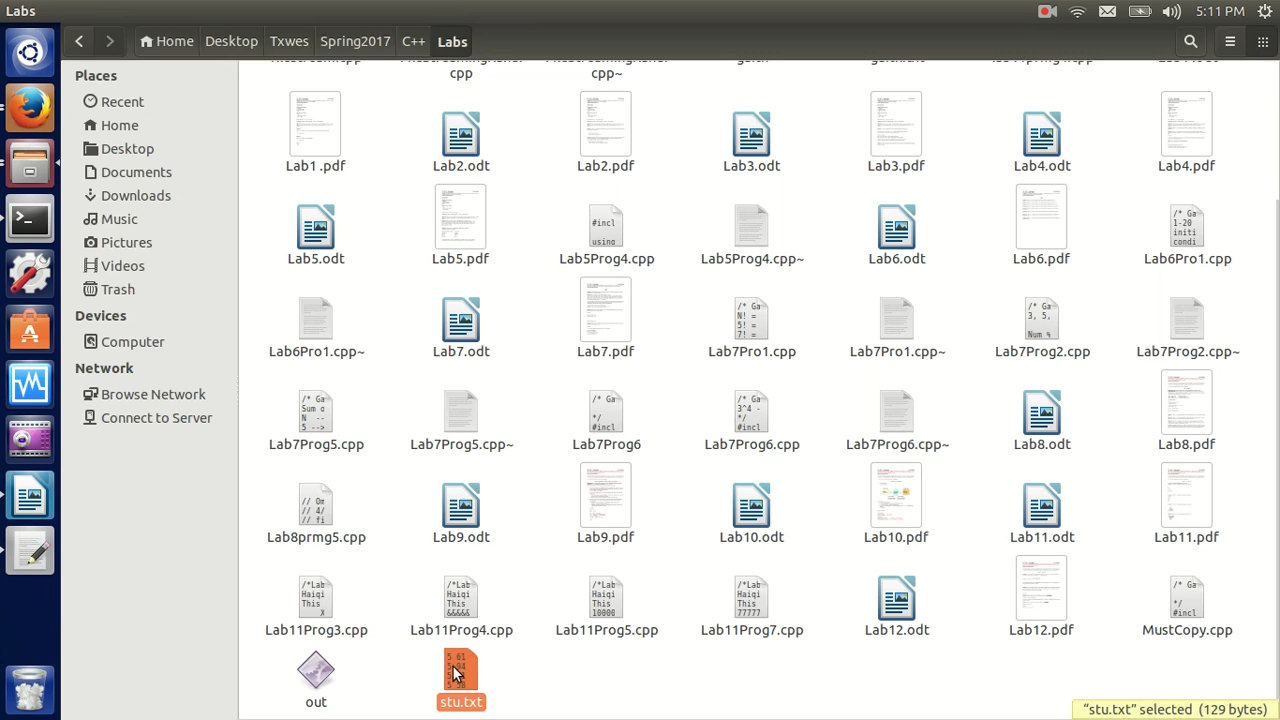 Labs
5:11 PM
Home Desktop Txwes Spring2017 C++ Labs
Places
Recent
Home
Desktop
Documents
Downloads
Music
Pictures
Videos
Trash
Devices
Computer
Network
Browse Network
Connect to Server
cpp cpp~
Lab1 .pdf Lab2.odt Lab2.pdf Lab3.odt Lab3.pdf Lab4.odt Lab4.pdf
Lab5.odt Lab5.pdf Lab5Prog4.cpp Lab5Prog4.cpp~ Lab6.odt Lab6.pdf Lab6Pro1.cpp
Lab6Pro1.cpp~ Lab7.odt Lab7.pdf Lab7Pro1.cpp Lab7Pro1.cpp~ Lab7Prog2.cpp Lab7Prog2.cpp~
Lab7Prog5.cpp Lab7Prog5.cpp~ Lab7Prog6 Lab7Prog6.cpp Lab7Prog6.cpp~ Lab8.odt Lab8.pdf
Lab8prmg5.cpp Lab9.odt Lab9.pdf Lab10.odt Lab10.pdf Lab11.odt Lab11.pdf
Lab11Prog3.cpp Lab11Prog4.cpp Lab11Prog5.cpp Lab11Prog7.cpp Lab12.odt Lab12.pdf MustCopy.cpp
out stu.txt
“stu.txt” selected (129 bytes)